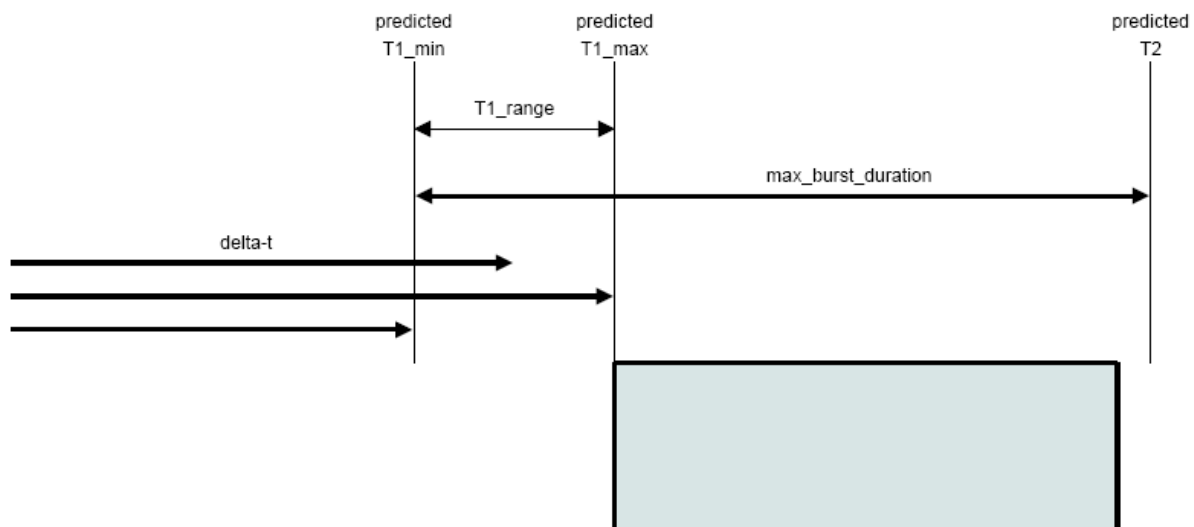 predicted
T1_min
predicted
T1_max
predicted
T2
T1_range
max_burst_duration
delta-t